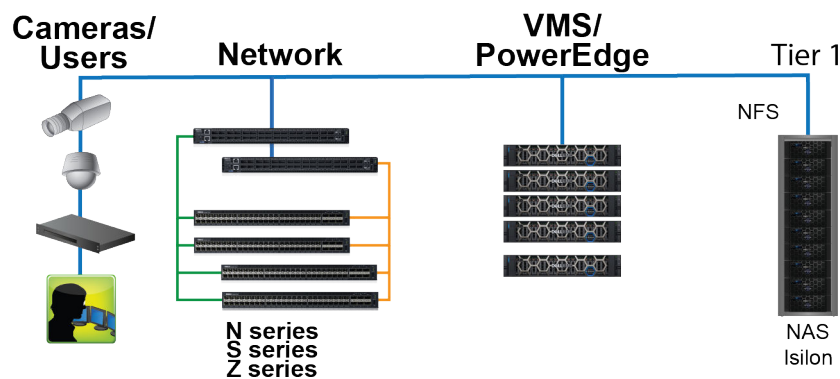 Cameras/
Users
Network
VMS/
PowerEdge
Tier 1
NFS
N series
S series
Z series
NAS
Isilon